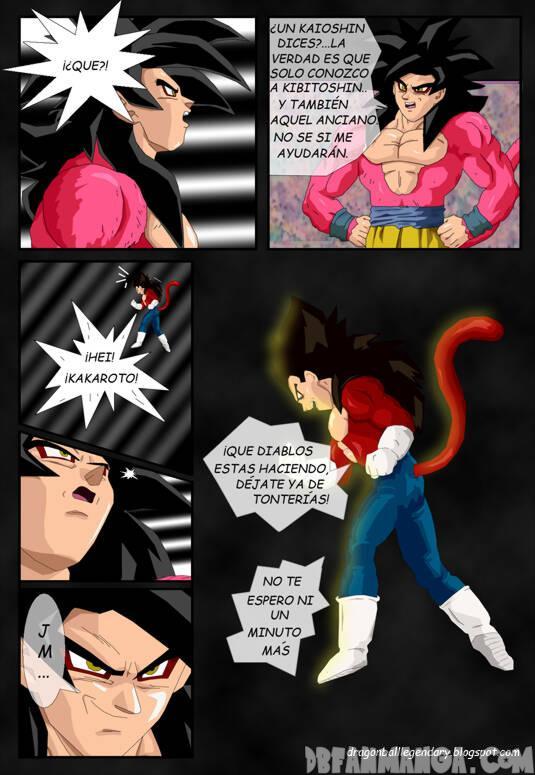 ¡¿QUE?!
¿UN KAIOSHIN
DICES?...LA
VERDAD ES QUE
SOLO CONOZCO
A KIBITOSHIN..
Y TAMBIÉN
AQUEL ANCIANO.
NO SE SI ME
AYUDARÁN.
¡HEI!
¡KAKAROTO!
¡QUE DIABLOS
ESTAS HACIENDO,
DÉJATE YA DE
TONTERÍAS!
NO TE
ESPERO NI
UN
MINUTO
MÁS
J
M
...
dragonballlegendary.blogspot.com
DBFANMANGA.COM